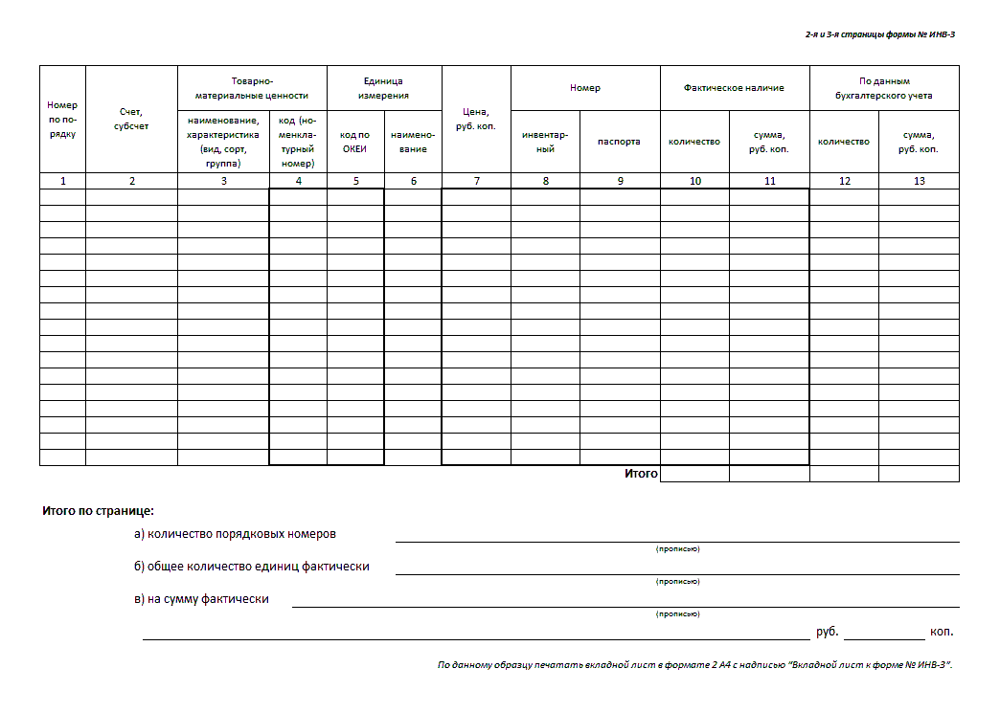 2-я и 3-я страницы формы № ИНВ-3
Номер
по по-
рядку
Счет,
субсчет
Товарно-
материальные ценности
Единица
измерения
Цена,
руб. коп.
Номер
Фактическое наличие
По данным
бухгалтерского учета
наименование,
характеристика
(вид, сорт,
группа)
код (но-
менкла-
турный
номер)
код по
ОКЕИ
наимено-
вание
инвентар-
ный
паспорта
количество
сумма,
руб. коп.
количество
сумма,
руб. коп.
1 2 3 4 5 6 7 8 9 10 11 12 13
Итого
Итого по странице:
а) количество порядковых номеров
(прописью)
б) общее количество единиц фактически
(прописью)
в) на сумму фактически
(прописью)
руб. коп.
По данному образцу печатать вкладной лист в формате 2 А4 с надписью “Вкладной лист к форме № ИНВ-3”.